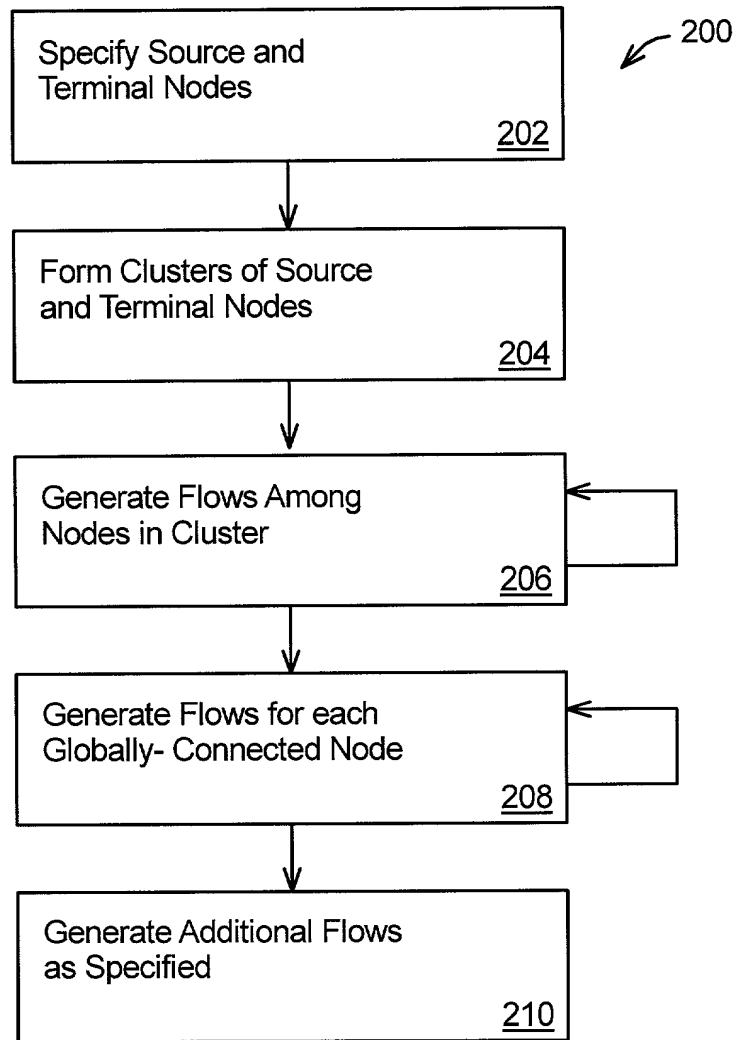 200
Specify Source and
Terminal Nodes
202
Form Clusters of Source
and Terminal Nodes
204
Generate Flows Among
Nodes in Cluster
206
Generate Flows for each
Globally- Connected Node
208
Generate Additional Flows
as Specified
210